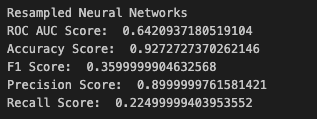 Resampled Neural Networks
ROC AUC Score:  0.6420937180519104
Accuracy Score:  0.9272727370262146
F1 Score:  0.3599999904632568
Precision Score:  0.8999999761581421
Recall Score:  0.22499999403953552